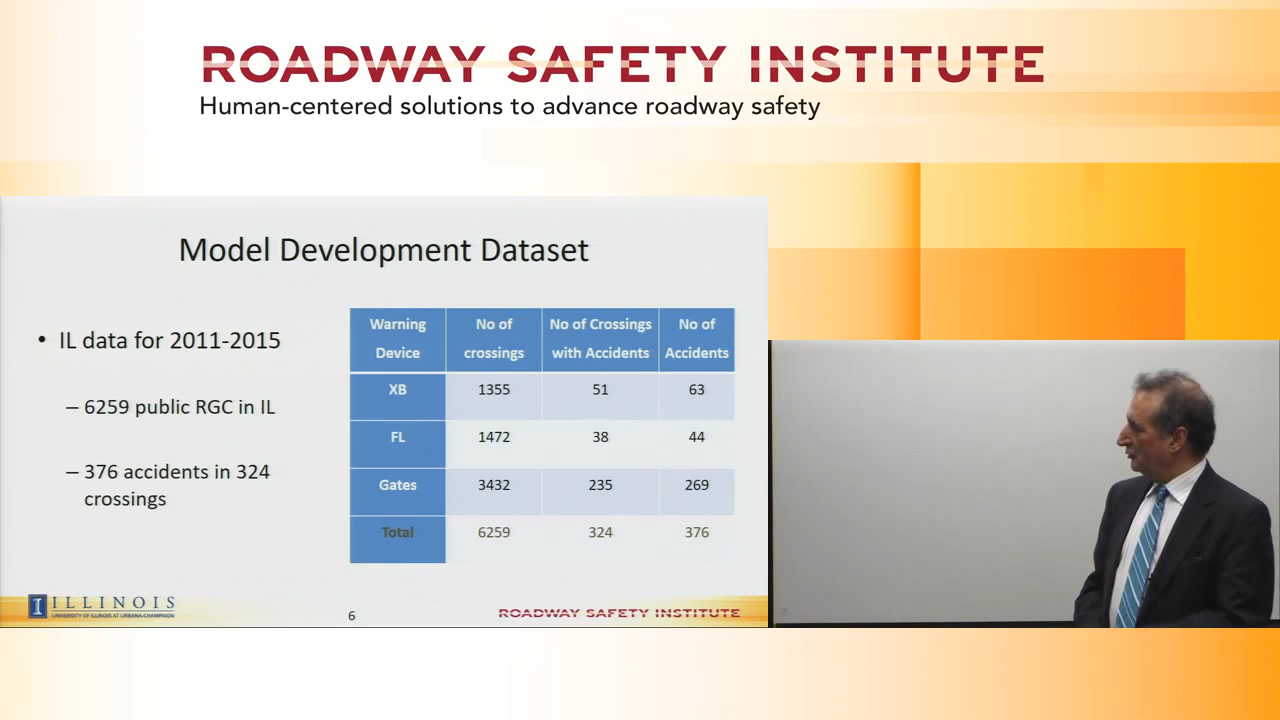 ROADWAY SAFETY INSTITUTE
Human-centered solutions to advance roadway safety
Model Development Dataset
• IL data for 2011-2015
– 6259 public RGC in IL
– 376 accidents in 324
crossings
Warning Device No of crossings No of Crossings with Accidents No of Accidents
XB 1355 51 63
FL 1472 38 44
Gates 3432 235 269
Total 6259 324 376
I ILLINOIS
UNIVERSITY OF ILLINOIS AT URBANA-CHAMPAIGN
6
ROADWAY SAFETY INSTITUTE